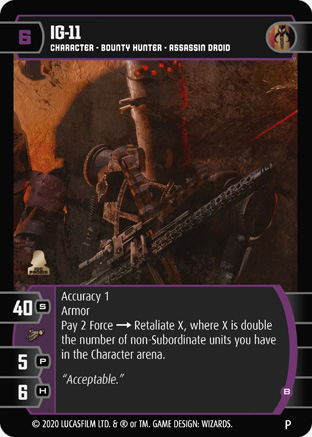 6
IG-11
CHARACTER - BOUNTY HUNTER - ASSASSIN DROID
40 S
Accuracy 1
Armor
Pay 2 Force → Retaliate X, where X is double
the number of non-Subordinate units you have
in the Character arena.
5 P
"Acceptable."
6 H
B
© 2020 LUCASFILM LTD. & ® or TM. GAME DESIGN: WIZARDS.
P